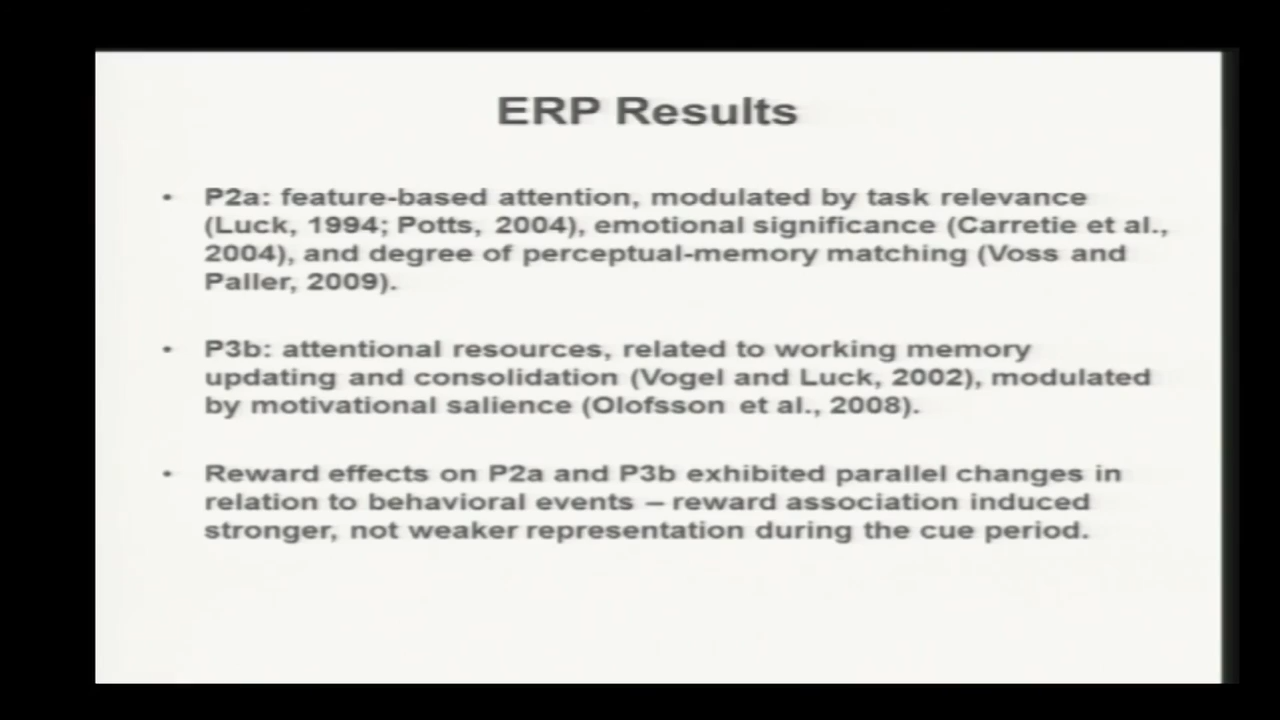 ERP Results
• P2a: feature-based attention, modulated by task relevance
(Luck, 1994; Potts, 2004), emotional significance (Carretie et al.,
2004), and degree of perceptual-memory matching (Voss and
Paller, 2009).
• P3b: attentional resources, related to working memory
updating and consolidation (Vogel and Luck, 2002), modulated
by motivational salience (Olofsson et al., 2008).
• Reward effects on P2a and P3b exhibited parallel changes in
relation to behavioral events – reward association induced
stronger, not weaker representation during the cue period.